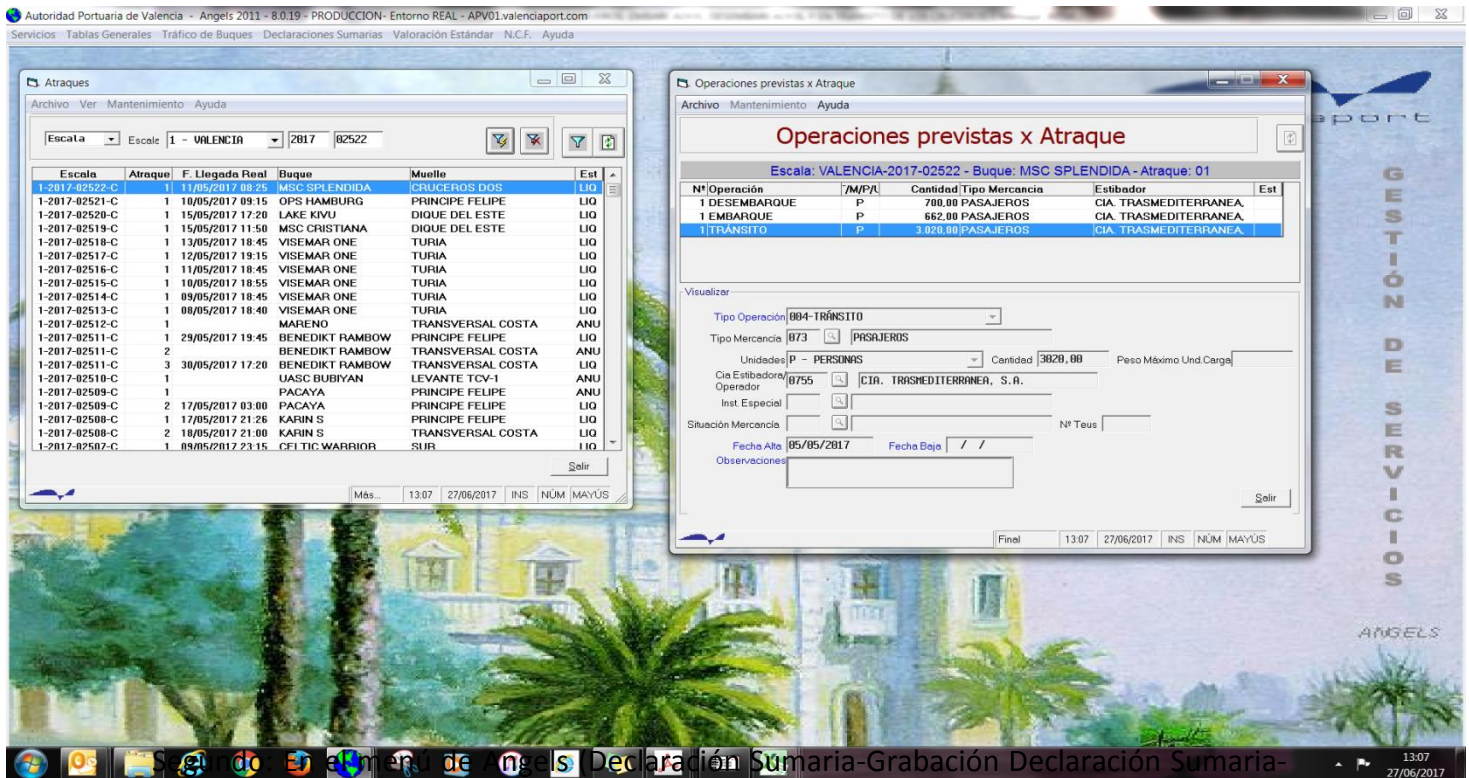 Autoridad Portuaria de Valencia - Angels 2011 - 8.0.19 - PRODUCCION- Entorno REAL - APV01.valenciaport.com
Servicios Tablas Generales Tráfico de Buques Declaraciones Sumarias Valoración Estándar N.C.F. Ayuda
Atraques
Archivo Ver Mantenimiento Ayuda
Escala Escale 1 - VALENCIA 2017 02522
Escala Atraque F. Llegada Real Buque Muelle Est
1-2017-02522-C 1 11/05/2017 08:25 MSC SPLENDIDA CRUCEROS DOS LIQ
1-2017-02521-C 1 10/05/2017 09:15 OPS HAMBURG PRINCIPE FELIPE LIQ
1-2017-02520-C 1 15/05/2017 17:20 LAKE KIVU DIQUE DEL ESTE LIQ
1-2017-02519-C 1 15/05/2017 11:50 MSC CRISTIANA DIQUE DEL ESTE LIQ
1-2017-02518-C 1 13/05/2017 18:45 VISEMAR ONE TURIA LIQ
1-2017-02517-C 1 12/05/2017 19:15 VISEMAR ONE TURIA LIQ
1-2017-02516-C 1 11/05/2017 18:45 VISEMAR ONE TURIA LIQ
1-2017-02515-C 1 10/05/2017 18:55 VISEMAR ONE TURIA LIQ
1-2017-02514-C 1 09/05/2017 18:45 VISEMAR ONE TURIA LIQ
1-2017-02513-C 1 08/05/2017 18:40 VISEMAR ONE TURIA LIQ
1-2017-02512-C 1 MARENO TRANSVERSAL COSTA ANU
1-2017-02511-C 1 29/05/2017 19:45 BENEDIKT RAMBOW PRINCIPE FELIPE LIQ
1-2017-02511-C 2 BENEDIKT RAMBOW TRANSVERSAL COSTA ANU
1-2017-02511-C 3 30/05/2017 17:20 BENEDIKT RAMBOW TRANSVERSAL COSTA LIQ
1-2017-02510-C 1 UASC BUBIYAN LEVANTE TCV-1 ANU
1-2017-02509-C 1 PACAYA PRINCIPE FELIPE ANU
1-2017-02509-C 2 17/05/2017 03:00 PACAYA PRINCIPE FELIPE LIQ
1-2017-02508-C 1 17/05/2017 21:26 KARIN S PRINCIPE FELIPE LIQ
1-2017-02508-C 2 18/05/2017 21:00 KARIN S TRANSVERSAL COSTA LIQ
1-2017-02507-C 1 09/05/2017 23:15 CELTIC WARRIOR SUR LIQ
Salir
Más... 13:07 27/06/2017 INS NÚM MAYÚS
Operaciones previstas x Atraque
Archivo Mantenimiento Ayuda
Operaciones previstas x Atraque
Escala: VALENCIA-2017-02522 - Buque: MSC SPLENDIDA - Atraque: 01
Nº Operación /M/P/U Cantidad Tipo Mercancia Estibador Est
1 DESEMBARQUE P 700,00 PASAJEROS CIA. TRASMEDITERRANEA,
1 EMBARQUE P 662,00 PASAJEROS CIA. TRASMEDITERRANEA,
1 TRÁNSITO P 3.020,00 PASAJEROS CIA. TRASMEDITERRANEA,
Visualizar
Tipo Operación 004-TRÁNSITO
Tipo Mercancía 073 PASAJEROS
Unidades P - PERSONAS Cantidad 3020,00 Peso Máximo Und.Carga
Cia Estibadora/
Operador 0755 CIA. TRASMEDITERRANEA, S.A.
Inst. Especial
Situación Mercancía Nº Teus
Fecha Alta 05/05/2017 Fecha Baja / /
Observaciones
Salir
Final 13:07 27/06/2017 INS NÚM MAYÚS
aport
GESTIÓN DE SERVICIOS
ANGELS
Segundo: En el menú de Angels (Declaración Sumaria-Grabación Declaración Sumaria-
13:07
27/06/2017